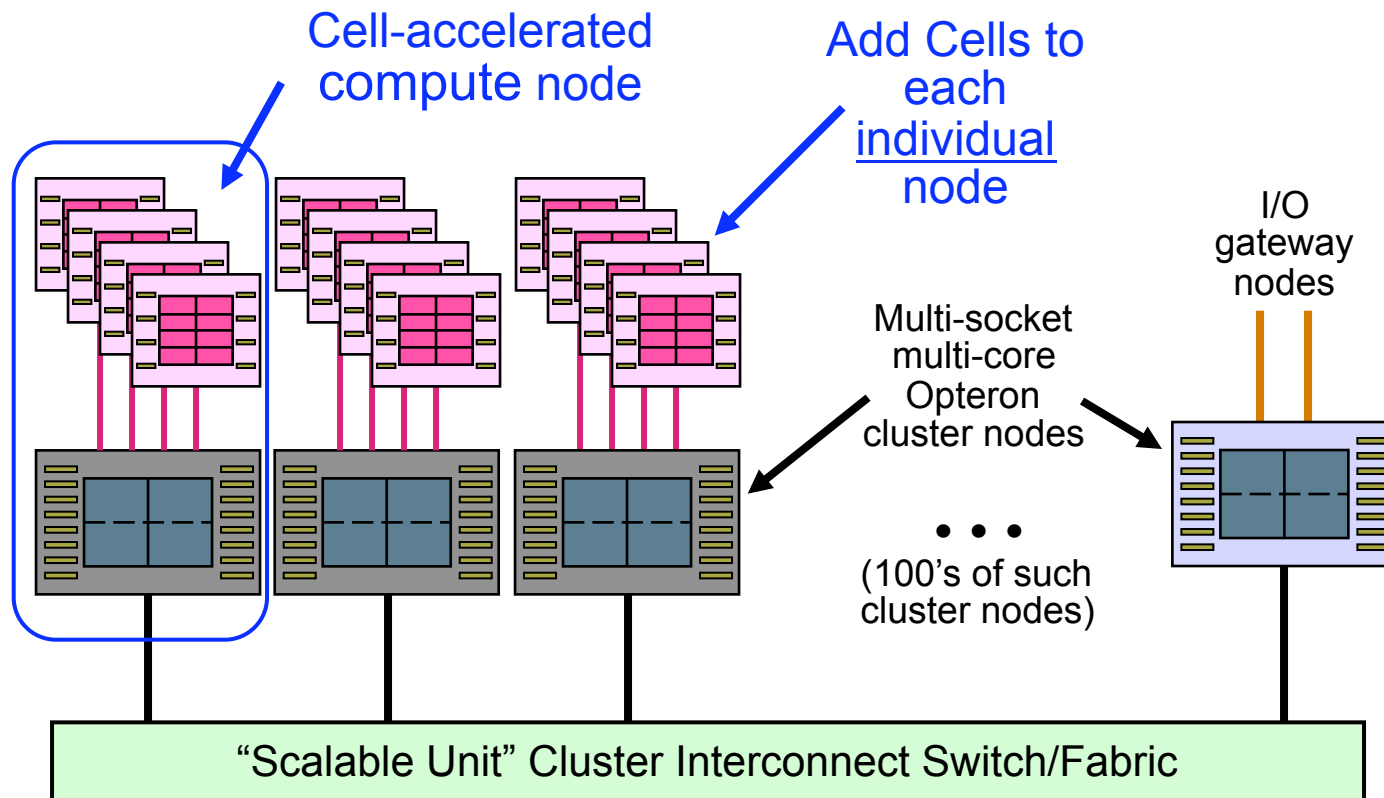 Cell-accelerated
compute node
Add Cells to
each
individual
node
I/O
gateway
nodes
Multi-socket
multi-core
Opteron
cluster nodes
• • •
(100’s of such
cluster nodes)
“Scalable Unit” Cluster Interconnect Switch/Fabric